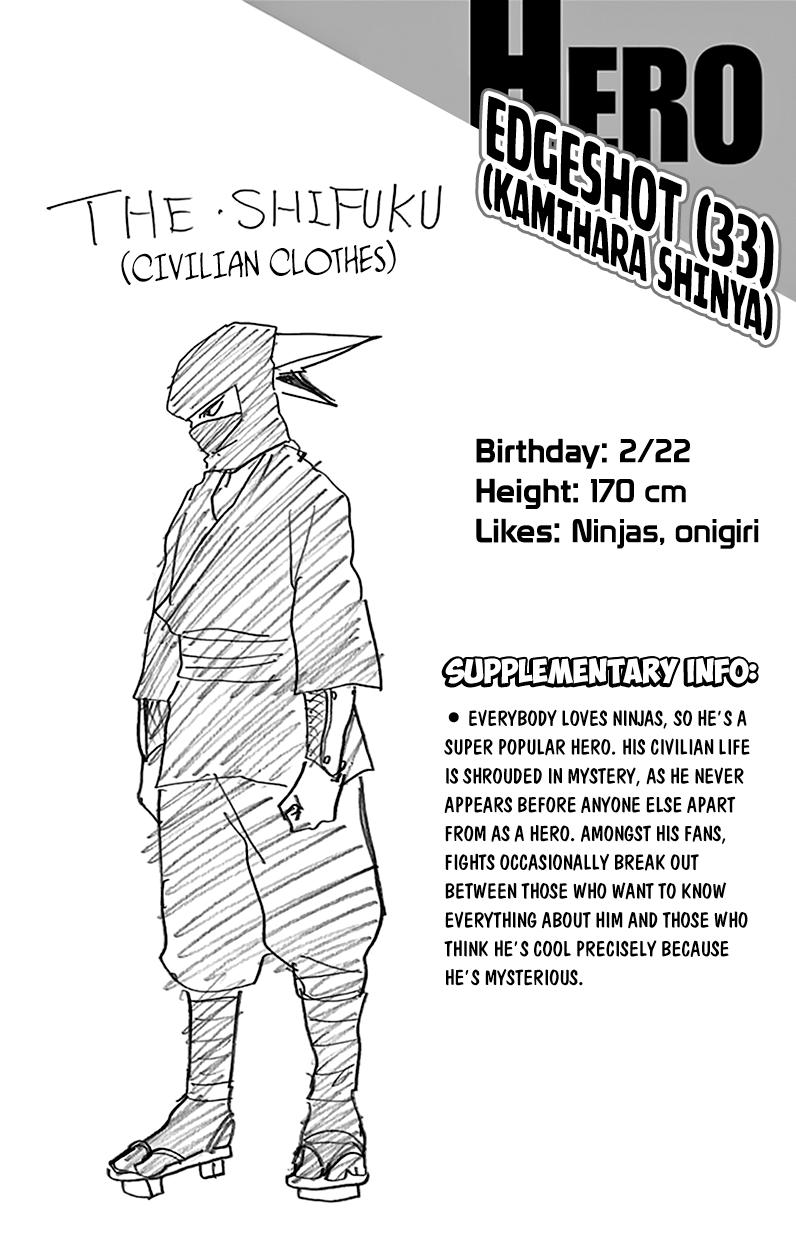 HERO
EDGESHOT (33)
(KAMIHARA SHINYA)
THE · SHIFUKU
(CIVILIAN CLOTHES)
Birthday: 2/22
Height: 170 cm
Likes: Ninjas, onigiri
SUPPLEMENTARY INFO:
• EVERYBODY LOVES NINJAS, SO HE'S A
SUPER POPULAR HERO. HIS CIVILIAN LIFE
IS SHROUDED IN MYSTERY, AS HE NEVER
APPEARS BEFORE ANYONE ELSE APART
FROM AS A HERO. AMONGST HIS FANS,
FIGHTS OCCASIONALLY BREAK OUT
BETWEEN THOSE WHO WANT TO KNOW
EVERYTHING ABOUT HIM AND THOSE WHO
THINK HE'S COOL PRECISELY BECAUSE
HE'S MYSTERIOUS.